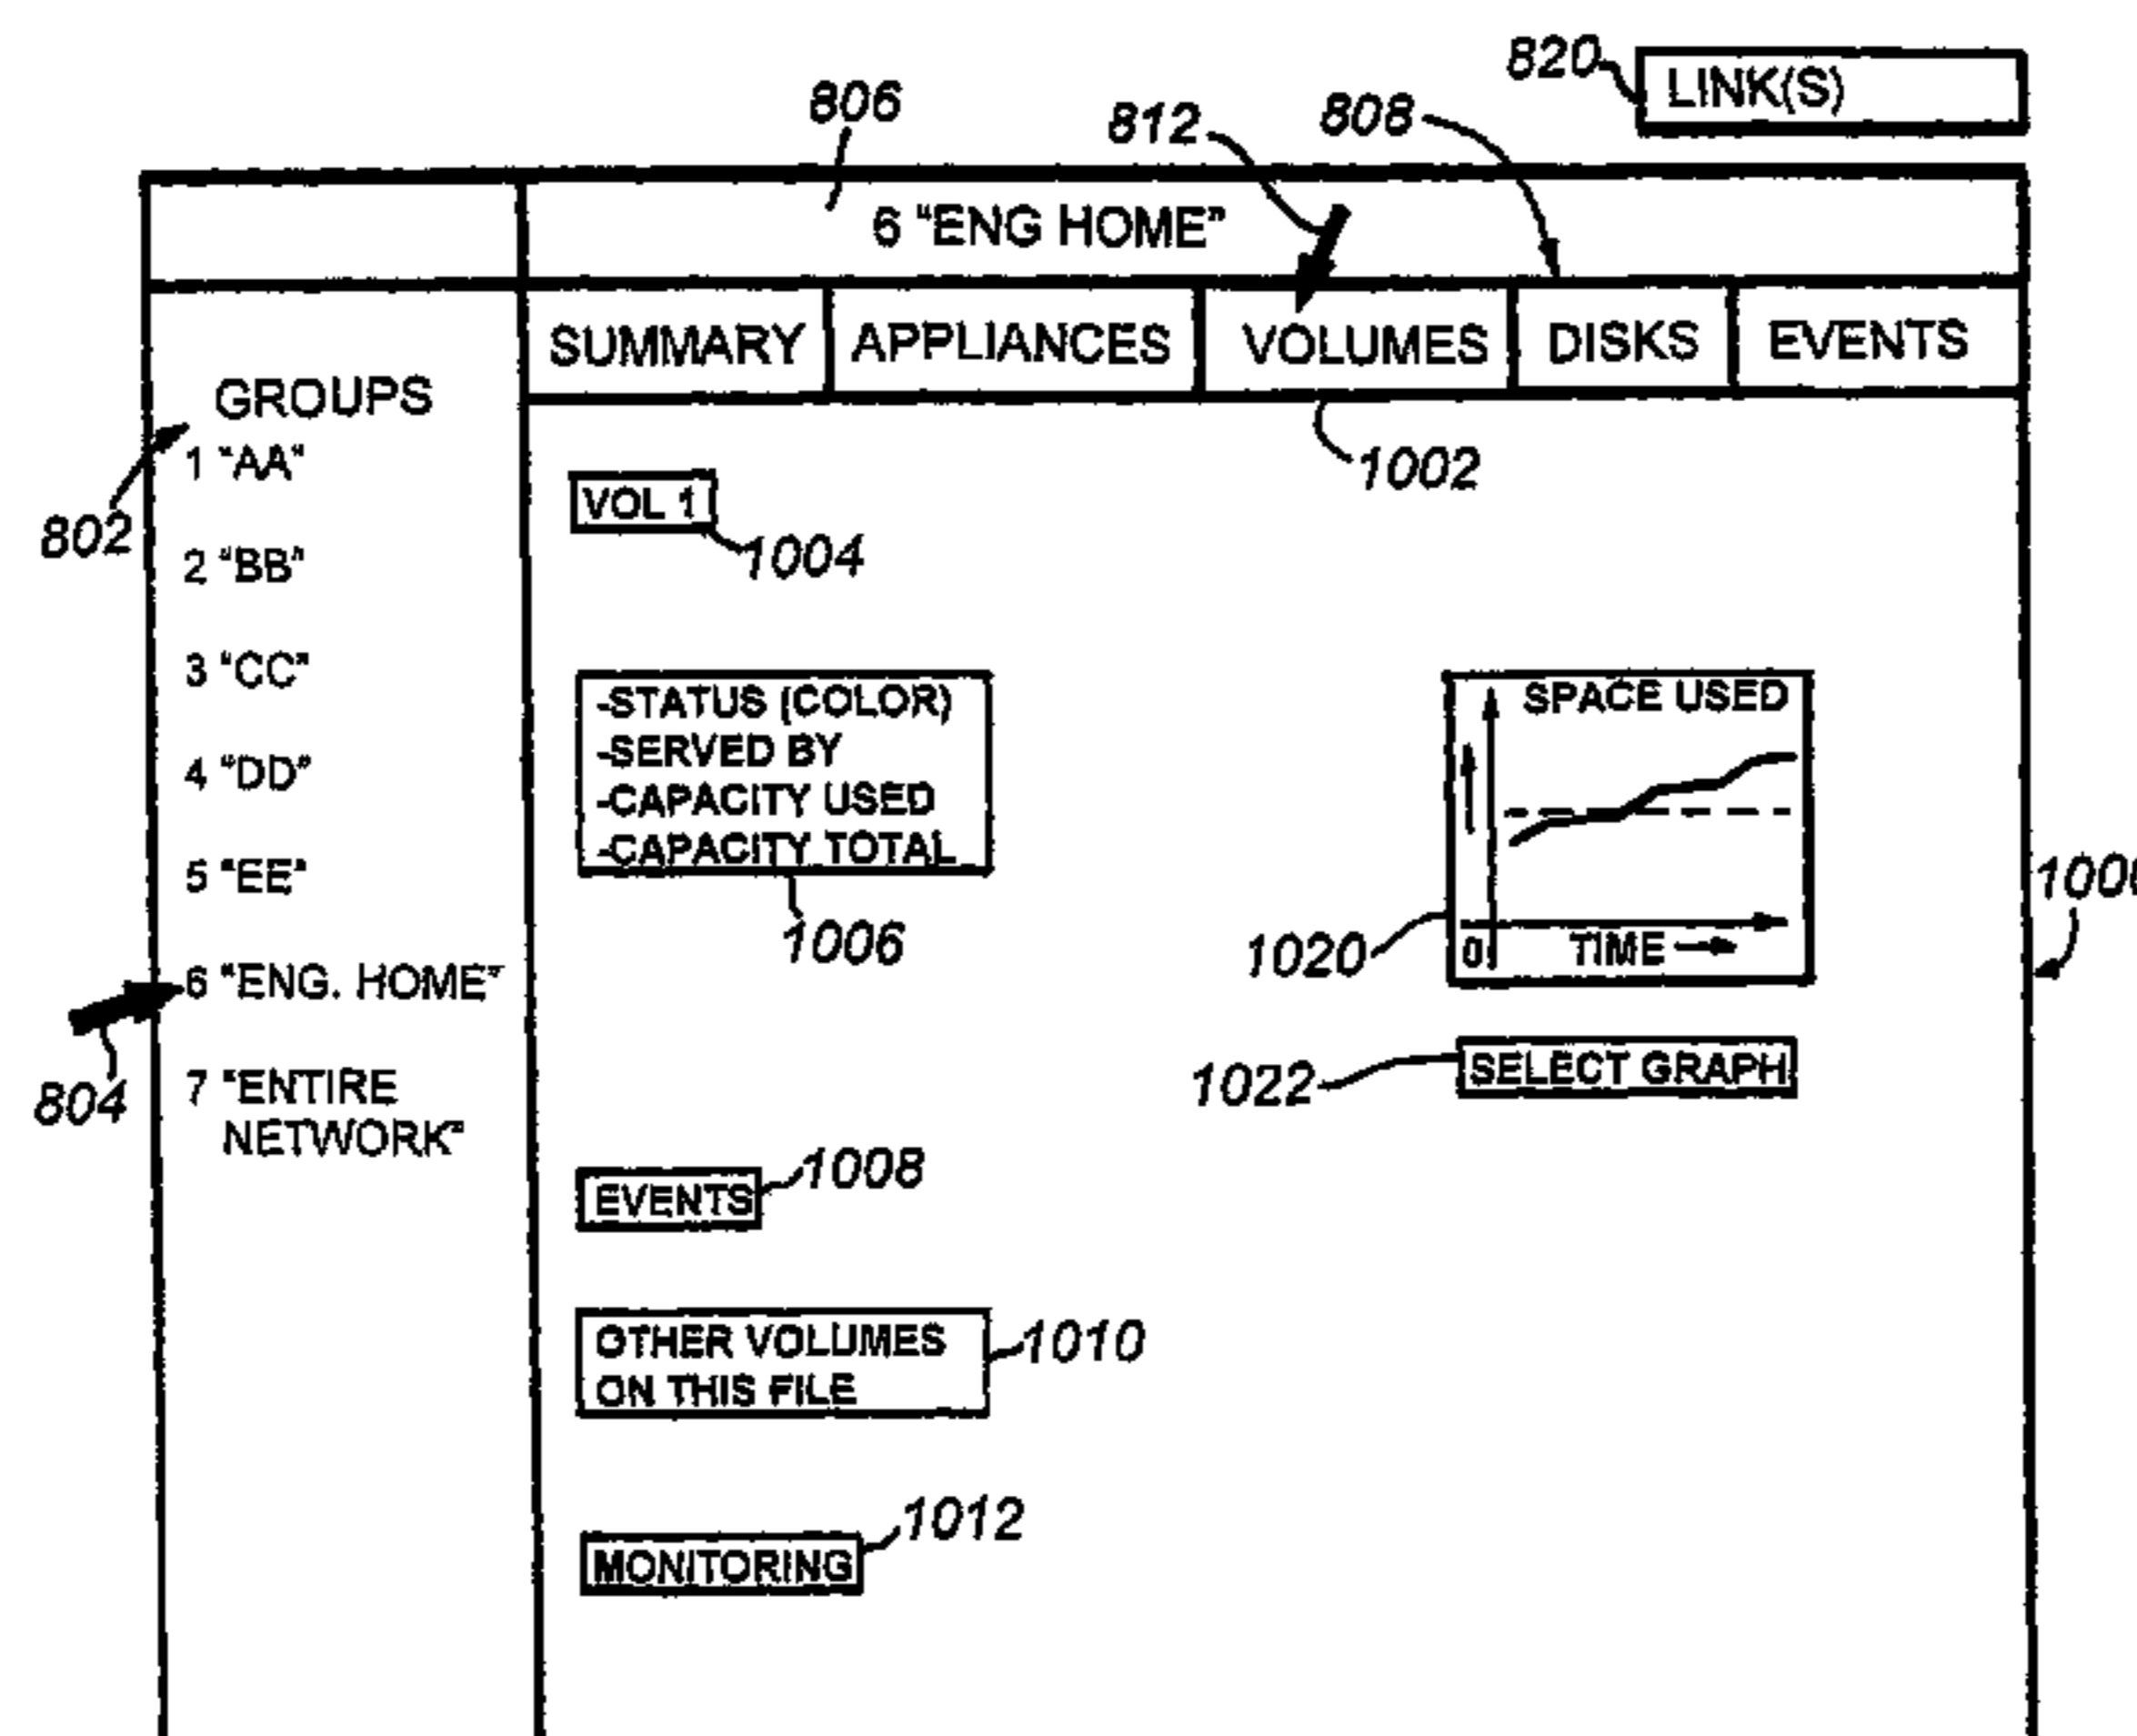 820 LINK(S)
806 812 808
6 "ENG HOME"
SUMMARY APPLIANCES VOLUMES DISKS EVENTS
1002
GROUPS
802
1 "AA"
2 "BB"
3 "CC"
4 "DD"
5 "EE"
6 "ENG. HOME"
804
7 "ENTIRE
NETWORK"
VOL 1
1004
-STATUS (COLOR)
-SERVED BY
-CAPACITY USED
-CAPACITY TOTAL
1006
SPACE USED
0 TIME
1020
1022 SELECT GRAPH
EVENTS 1008
OTHER VOLUMES
ON THIS FILE
1010
MONITORING 1012